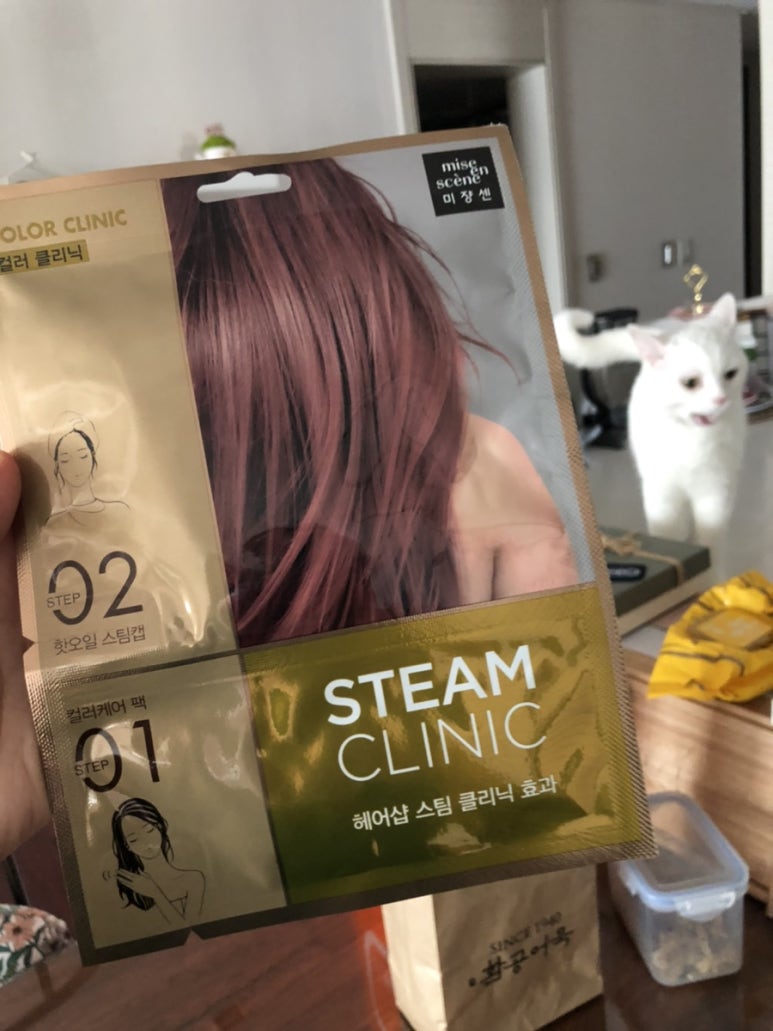 mise
en
scène
미쟝센
OLOR CLINIC
컬러 클리닉
STEP 02
핫오일 스팀캡
컬러케어 팩
STEP 01
STEAM
CLINIC
헤어샵 스팀 클리닉 효과
SINCE 1940